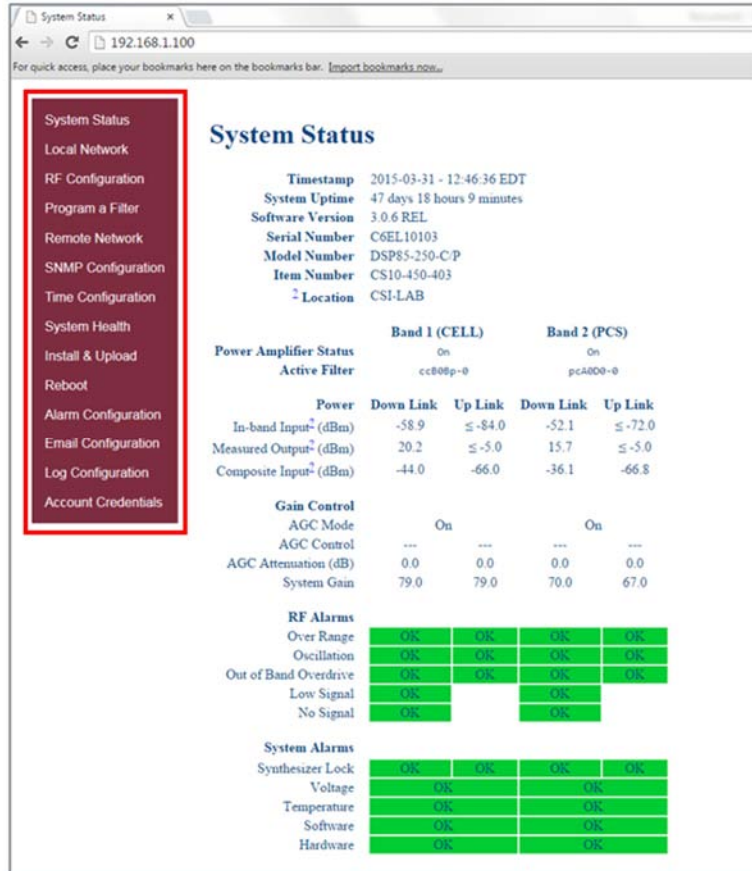 System Status
192.168.1.100
For quick access, place your bookmarks here on the bookmarks bar. Import bookmarks now...
System Status
Local Network
RF Configuration
Program a Filter
Remote Network
SNMP Configuration
Time Configuration
System Health
Install & Upload
Reboot
Alarm Configuration
Email Configuration
Log Configuration
Account Credentials
System Status
Timestamp 2015-03-31 - 12:46:36 EDT
System Uptime 47 days 18 hours 9 minutes
Software Version 3.0.6 REL
Serial Number C6EL10103
Model Number DSP85-250-C/P
Item Number CS10-450-403
? Location CSI-LAB
Band 1 (CELL) Band 2 (PCS)
Power Amplifier Status On On
Active Filter ccB0Bp-0 pcA0D0-0
Power Down Link Up Link Down Link Up Link
In-band Input? (dBm) -58.9 ≤ -84.0 -52.1 ≤ -72.0
Measured Output? (dBm) 20.2 ≤ -5.0 15.7 ≤ -5.0
Composite Input? (dBm) -44.0 -66.0 -36.1 -66.8
Gain Control
AGC Mode On On
AGC Control --- --- --- ---
AGC Attenuation (dB) 0.0 0.0 0.0 0.0
System Gain 79.0 79.0 70.0 67.0
RF Alarms
Over Range OK OK OK OK
Oscillation OK OK OK OK
Out of Band Overdrive OK OK OK OK
Low Signal OK OK
No Signal OK OK
System Alarms
Synthesizer Lock OK OK OK OK
Voltage OK OK
Temperature OK OK
Software OK OK
Hardware OK OK